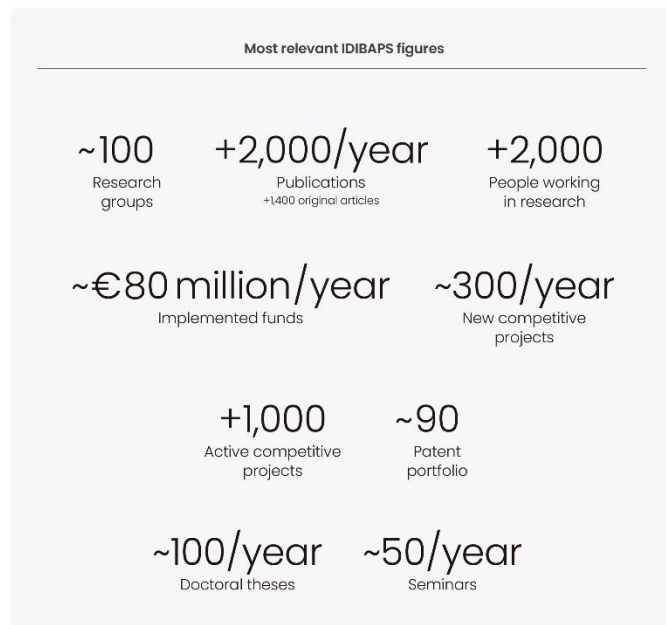 Most relevant IDIBAPS figures
~100
Research
groups
+2,000/year
Publications
+1,400 original articles
+2,000
People working
in research
~€80 million/year
Implemented funds
~300/year
New competitive
projects
+1,000
Active competitive
projects
~90
Patent
portfolio
~100/year
Doctoral theses
~50/year
Seminars